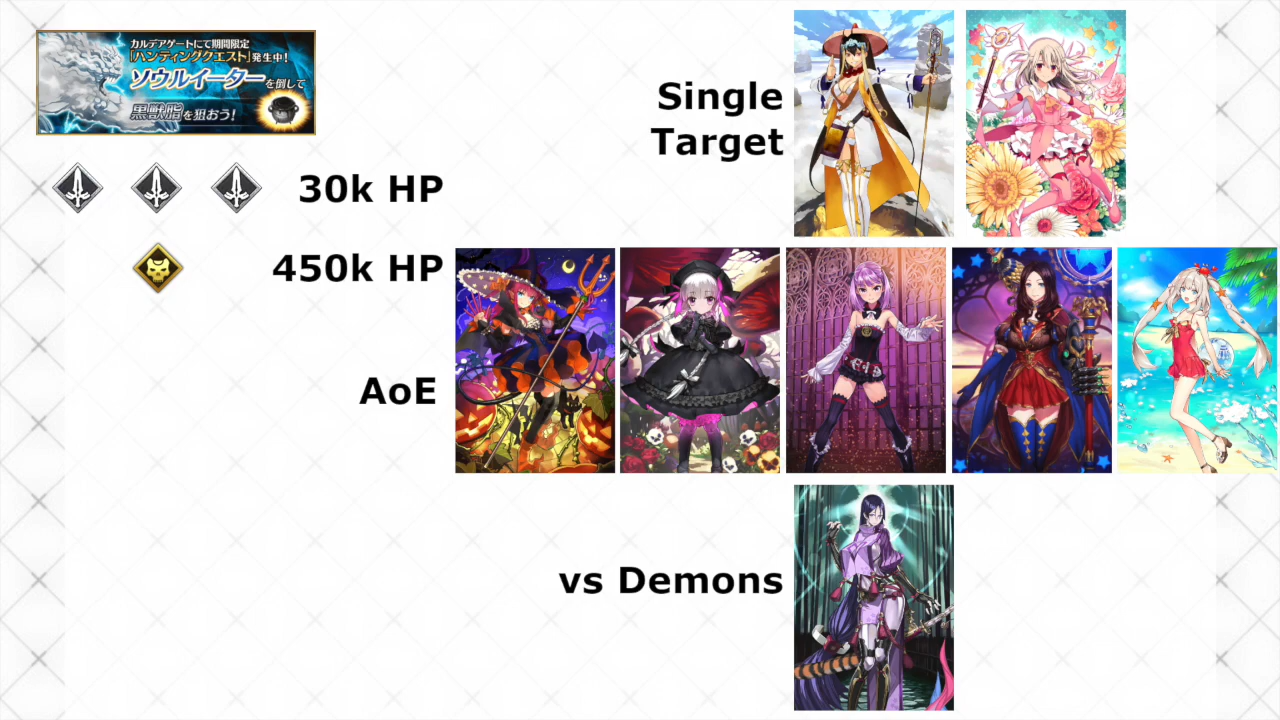 カルデアゲートにて期間限定
「ハンティングクエスト」発生中!
ソウルイーターを倒して
黒獣脂を狙おう!
Single
Target
30k HP
450k HP
AoE
vs Demons